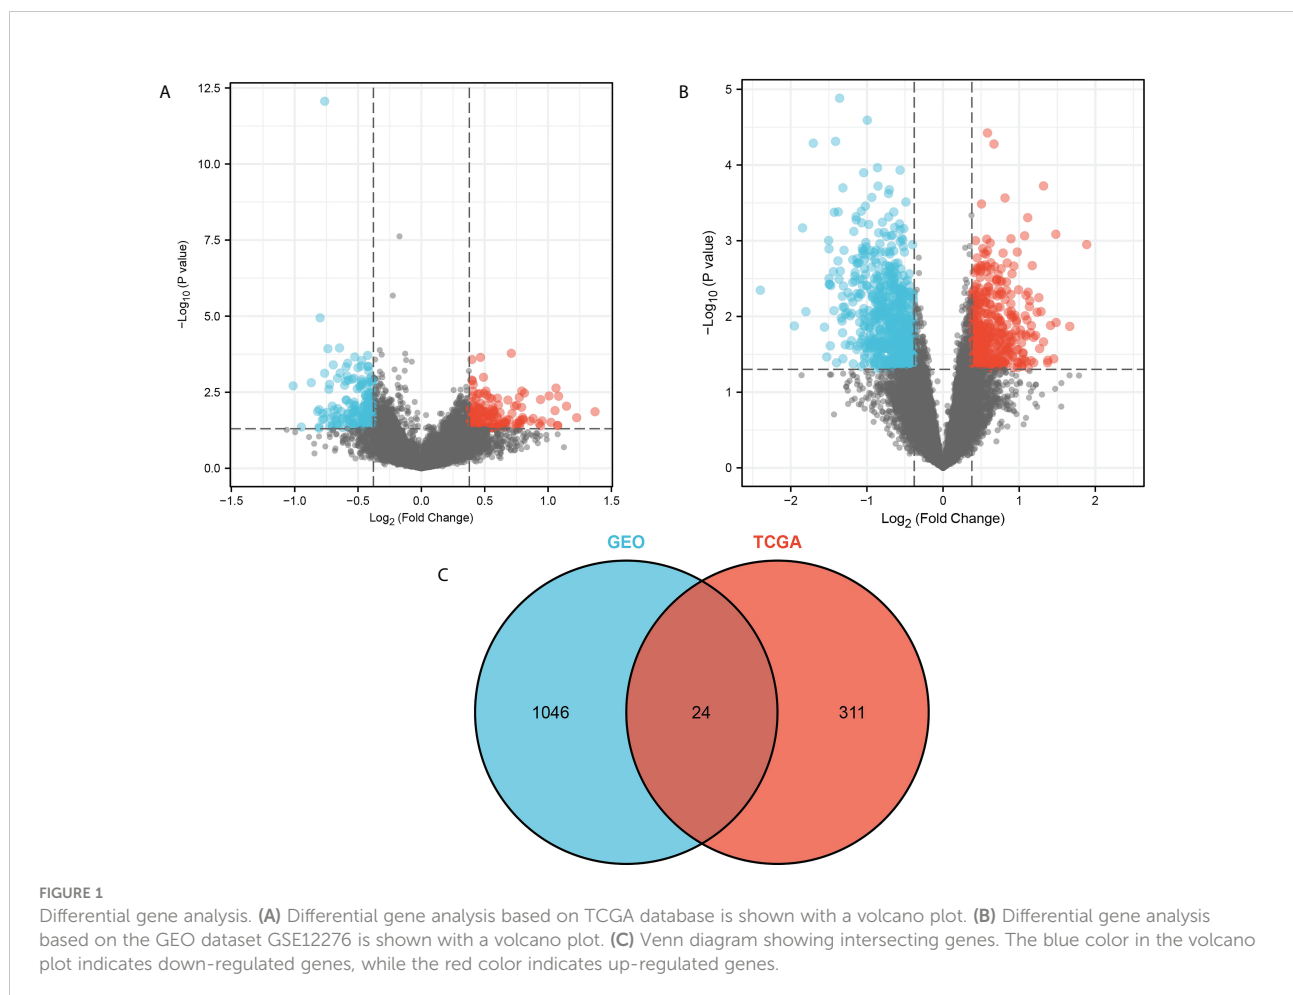 A
12.5
10.0
7.5
5.0
2.5
0.0
−Log10 (P value)
−1.5 −1.0 −0.5 0.0 0.5 1.0 1.5
Log2 (Fold Change)
B
5
4
3
2
1
0
−Log10 (P value)
−2 −1 0 1 2
Log2 (Fold Change)
C
GEO TCGA
1046 24 311
FIGURE 1
Differential gene analysis. (A) Differential gene analysis based on TCGA database is shown with a volcano plot. (B) Differential gene analysis
based on the GEO dataset GSE12276 is shown with a volcano plot. (C) Venn diagram showing intersecting genes. The blue color in the volcano
plot indicates down-regulated genes, while the red color indicates up-regulated genes.